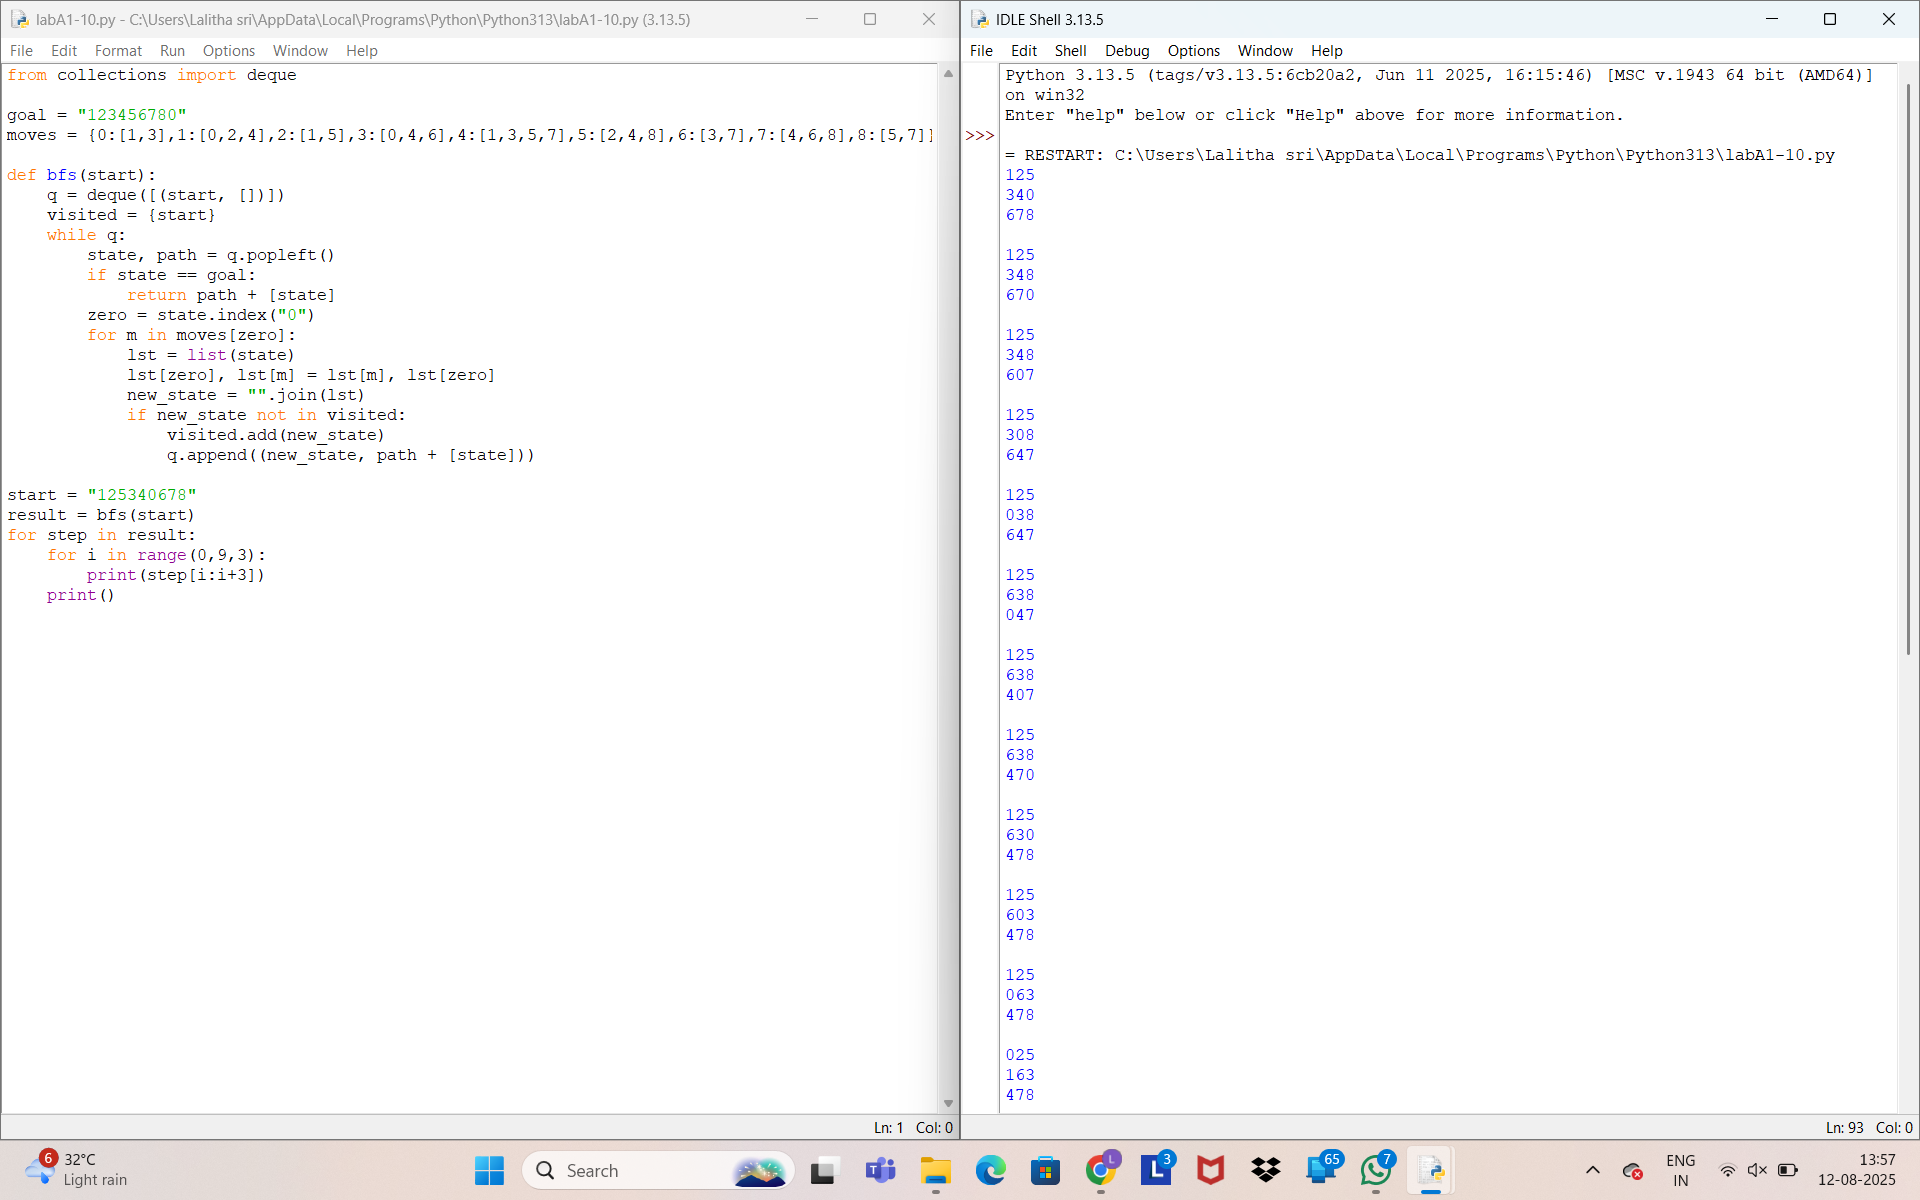 labA1-10.py - C:\Users\Lalitha sri\AppData\Local\Programs\Python\Python313\labA1-10.py (3.13.5)
File Edit Format Run Options Window Help
from collections import deque

goal = "123456780"
moves = {0:[1,3],1:[0,2,4],2:[1,5],3:[0,4,6],4:[1,3,5,7],5:[2,4,8],6:[3,7],7:[4,6,8],8:[5,7]}

def bfs(start):
    q = deque([(start, [])])
    visited = {start}
    while q:
        state, path = q.popleft()
        if state == goal:
            return path + [state]
        zero = state.index("0")
        for m in moves[zero]:
            lst = list(state)
            lst[zero], lst[m] = lst[m], lst[zero]
            new_state = "".join(lst)
            if new_state not in visited:
                visited.add(new_state)
                q.append((new_state, path + [state]))

start = "125340678"
result = bfs(start)
for step in result:
    for i in range(0,9,3):
        print(step[i:i+3])
    print()
Ln: 1 Col: 0
IDLE Shell 3.13.5
File Edit Shell Debug Options Window Help
Python 3.13.5 (tags/v3.13.5:6cb20a2, Jun 11 2025, 16:15:46) [MSC v.1943 64 bit (AMD64)]
on win32
Enter "help" below or click "Help" above for more information.
>>>
= RESTART: C:\Users\Lalitha sri\AppData\Local\Programs\Python\Python313\labA1-10.py
125
340
678

125
348
670

125
348
607

125
308
647

125
038
647

125
638
047

125
638
407

125
638
470

125
630
478

125
603
478

125
063
478

025
163
478
Ln: 93 Col: 0
6
32°C
Light rain
Search
L
L
3
65
7
ENG
IN
13:57
12-08-2025